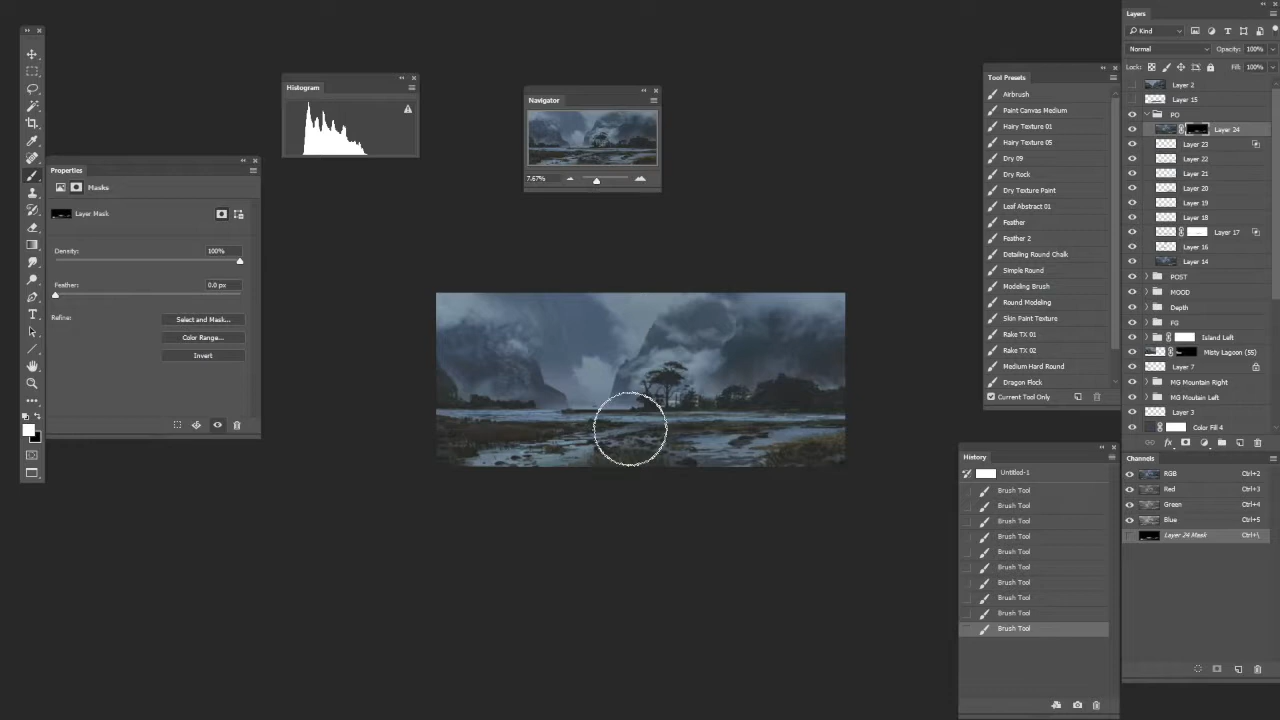 Histogram
Navigator
7.67%
Properties
Masks
Layer Mask
Density: 100%
Feather: 0.0 px
Refine: Select and Mask...
Color Range...
Invert
Tool Presets
Airbrush
Paint Canvas Medium
Hairy Texture 01
Hairy Texture 05
Dry 09
Dry Rock
Dry Texture Paint
Leaf Abstract 01
Feather
Feather 2
Detailing Round Chalk
Simple Round
Modeling Brush
Round Modeling
Skin Paint Texture
Rake TX 01
Rake TX 02
Medium Hard Round
Dragon Flock
Current Tool Only
History
Untitled-1
Brush Tool
Brush Tool
Brush Tool
Brush Tool
Brush Tool
Brush Tool
Brush Tool
Brush Tool
Brush Tool
Brush Tool
Layers
Kind
Normal Opacity: 100%
Lock: Fill: 100%
Layer 2
Layer 15
PO
Layer 24
Layer 23
Layer 22
Layer 21
Layer 20
Layer 19
Layer 18
Layer 17
Layer 16
Layer 14
POST
MOOD
Depth
FG
Island Left
Misty Lagoon (55)
Layer 7
MG Mountain Right
MG Moutain Left
Layer 3
Color Fill 4
Channels
RGB Ctrl+2
Red Ctrl+3
Green Ctrl+4
Blue Ctrl+5
Layer 24 Mask Ctrl+\